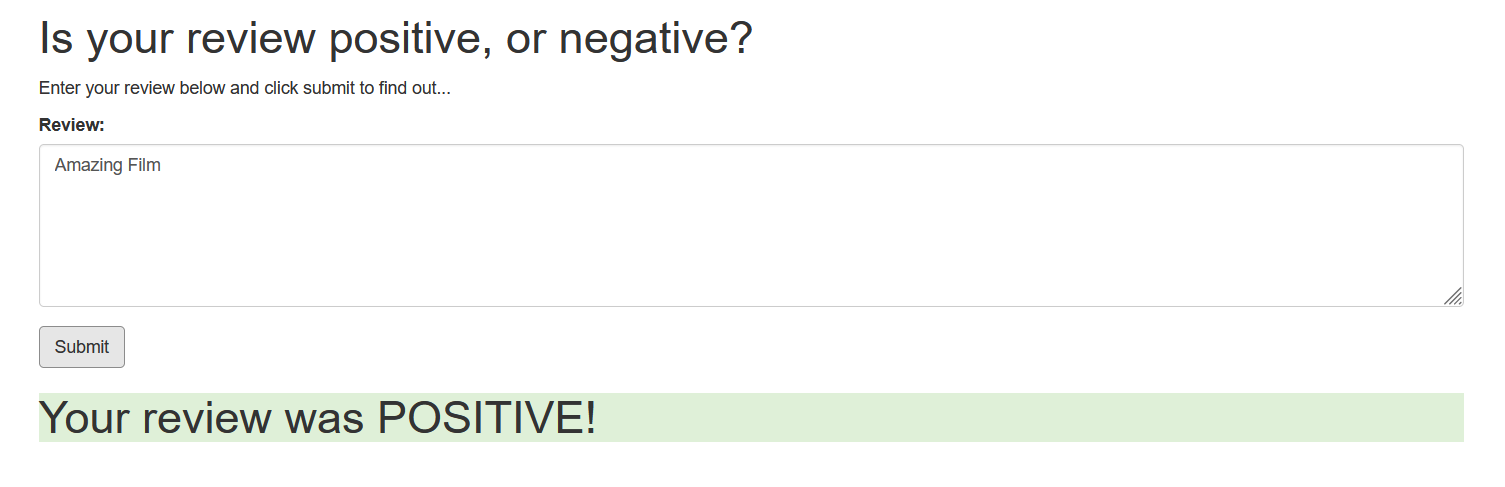 Is your review positive, or negative?
Enter your review below and click submit to find out...
Review:
Amazing Film
Submit
Your review was POSITIVE!